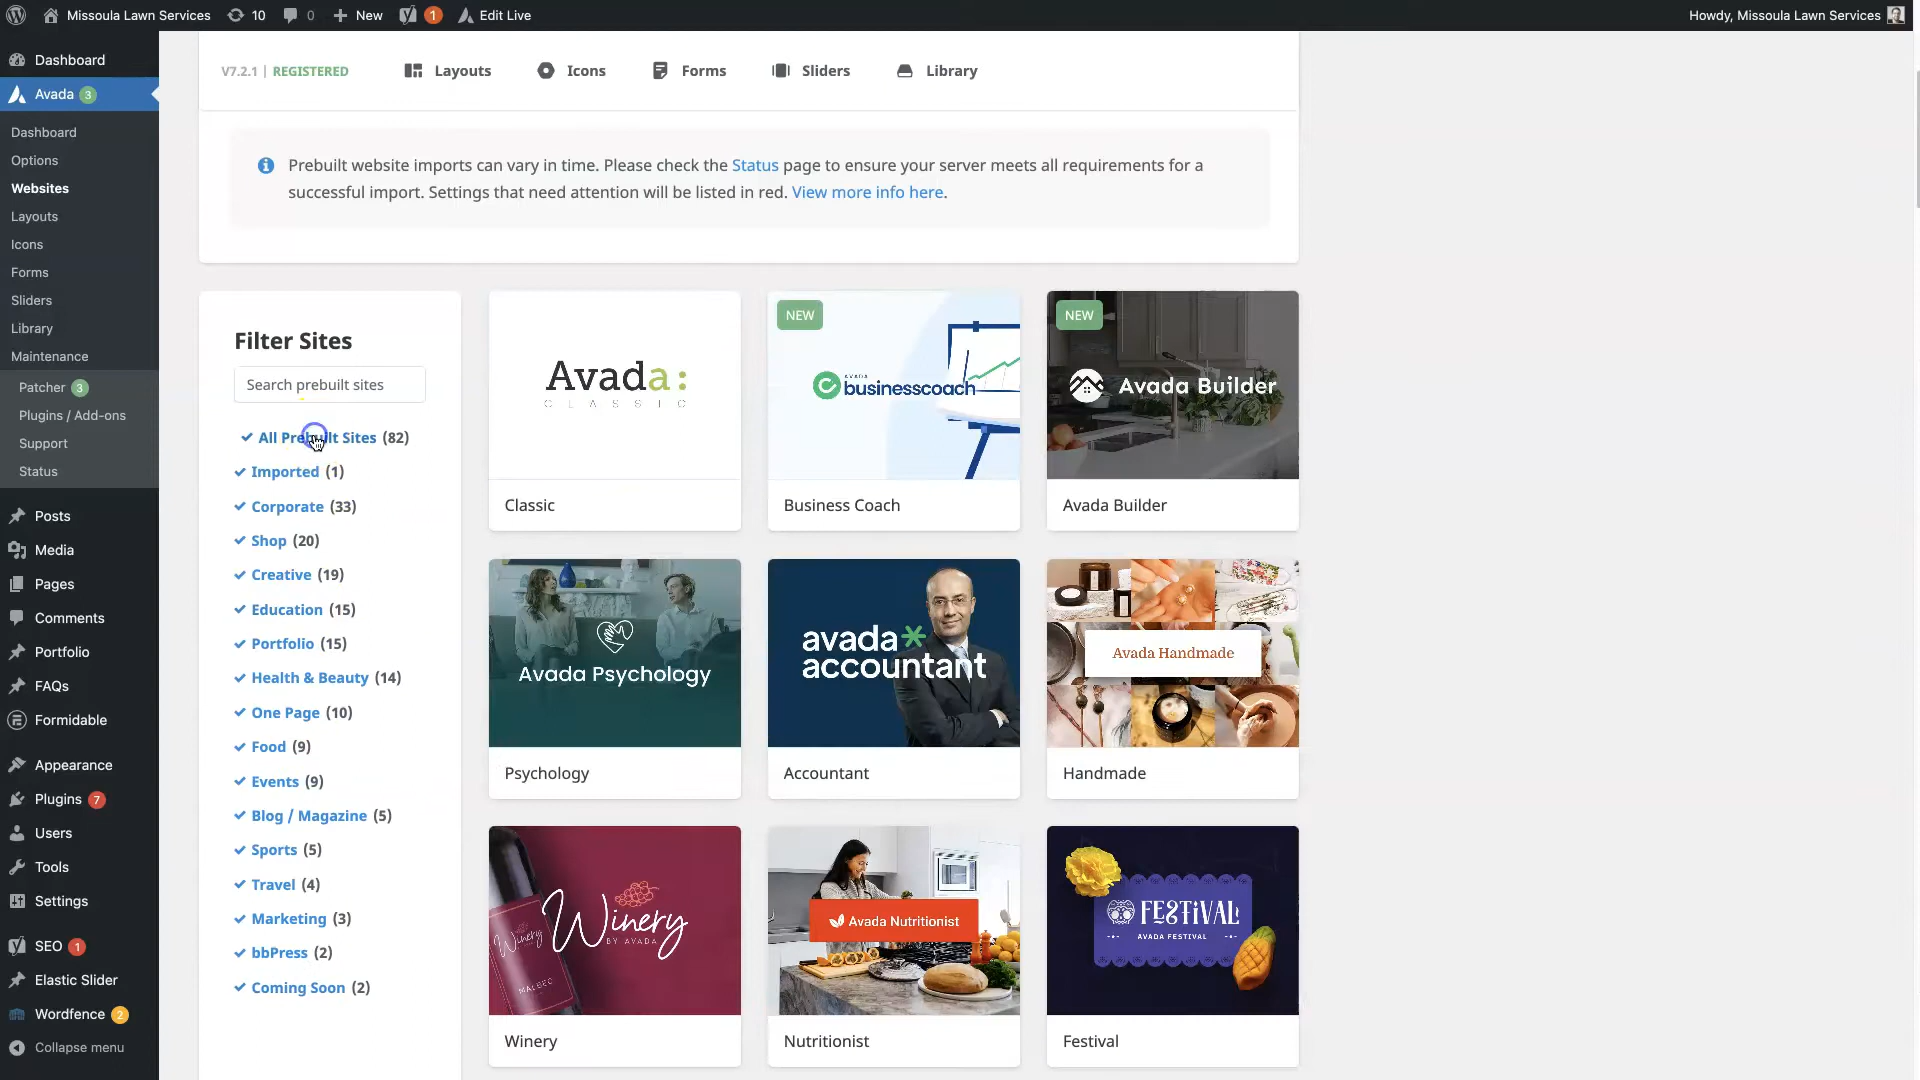 Missoula Lawn Services 10 0 New 1 Edit Live Howdy, Missoula Lawn Services
Dashboard
Avada 3
Dashboard
Options
Websites
Layouts
Icons
Forms
Sliders
Library
Maintenance
Patcher 3
Plugins / Add-ons
Support
Status
Posts
Media
Pages
Comments
Portfolio
FAQs
Formidable
Appearance
Plugins 7
Users
Tools
Settings
SEO 1
Elastic Slider
Wordfence 2
Collapse menu
V7.2.1 | REGISTERED Layouts Icons Forms Sliders Library
Prebuilt website imports can vary in time. Please check the Status page to ensure your server meets all requirements for a
successful import. Settings that need attention will be listed in red. View more info here.
Filter Sites
Search prebuilt sites
All Prebuilt Sites (82)
Imported (1)
Corporate (33)
Shop (20)
Creative (19)
Education (15)
Portfolio (15)
Health & Beauty (14)
One Page (10)
Food (9)
Events (9)
Blog / Magazine (5)
Sports (5)
Travel (4)
Marketing (3)
bbPress (2)
Coming Soon (2)
Avada:
CLASSIC
Classic
NEW
AVADA
businesscoach
Business Coach
NEW
Avada Builder
Avada Builder
Avada Psychology
Psychology
avada
accountant
Accountant
Avada Handmade
Handmade
Winery
MALBEC
Winery
BY AVADA
Winery
Avada Nutritionist
Nutritionist
FESTiVAL
AVADA FESTIVAL
Festival